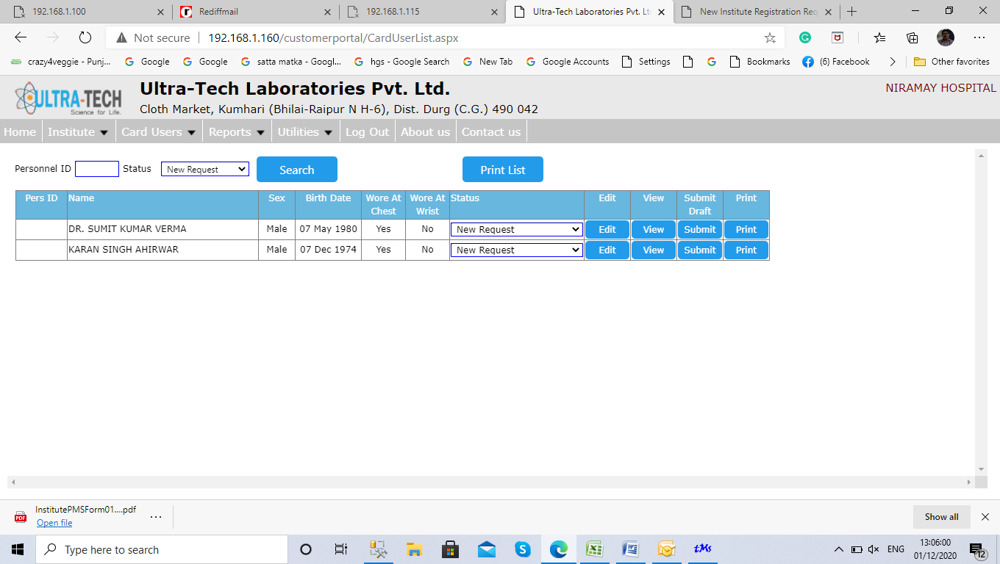 192.168.1.100
Rediffmail
192.168.1.115
Ultra-Tech Laboratories Pvt. Lt
New Institute Registration Req
Not secure
192.168.1.160/customerportal/CardUserList.aspx
crazy4veggie - Punj...
Google
Google
satta matka - Googl...
hgs - Google Search
New Tab
Google Accounts
Settings
Bookmarks
(6) Facebook
Other favorites
ULTRA-TECH
Science for Life.
Ultra-Tech Laboratories Pvt. Ltd.
Cloth Market, Kumhari (Bhilai-Raipur N H-6), Dist. Durg (C.G.) 490 042
NIRAMAY HOSPITAL
Home Institute Card Users Reports Utilities Log Out About us Contact us
Personnel ID Status New Request Search Print List
Pers ID Name Sex Birth Date Wore At Chest Wore At Wrist Status Edit View Submit Draft Print
DR. SUMIT KUMAR VERMA Male 07 May 1980 Yes No New Request Edit View Submit Print
KARAN SINGH AHIRWAR Male 07 Dec 1974 Yes No New Request Edit View Submit Print
PDF
InstitutePMSForm01....pdf
Open file
Show all
Type here to search
tMs
ENG
13:06:00
01/12/2020
12